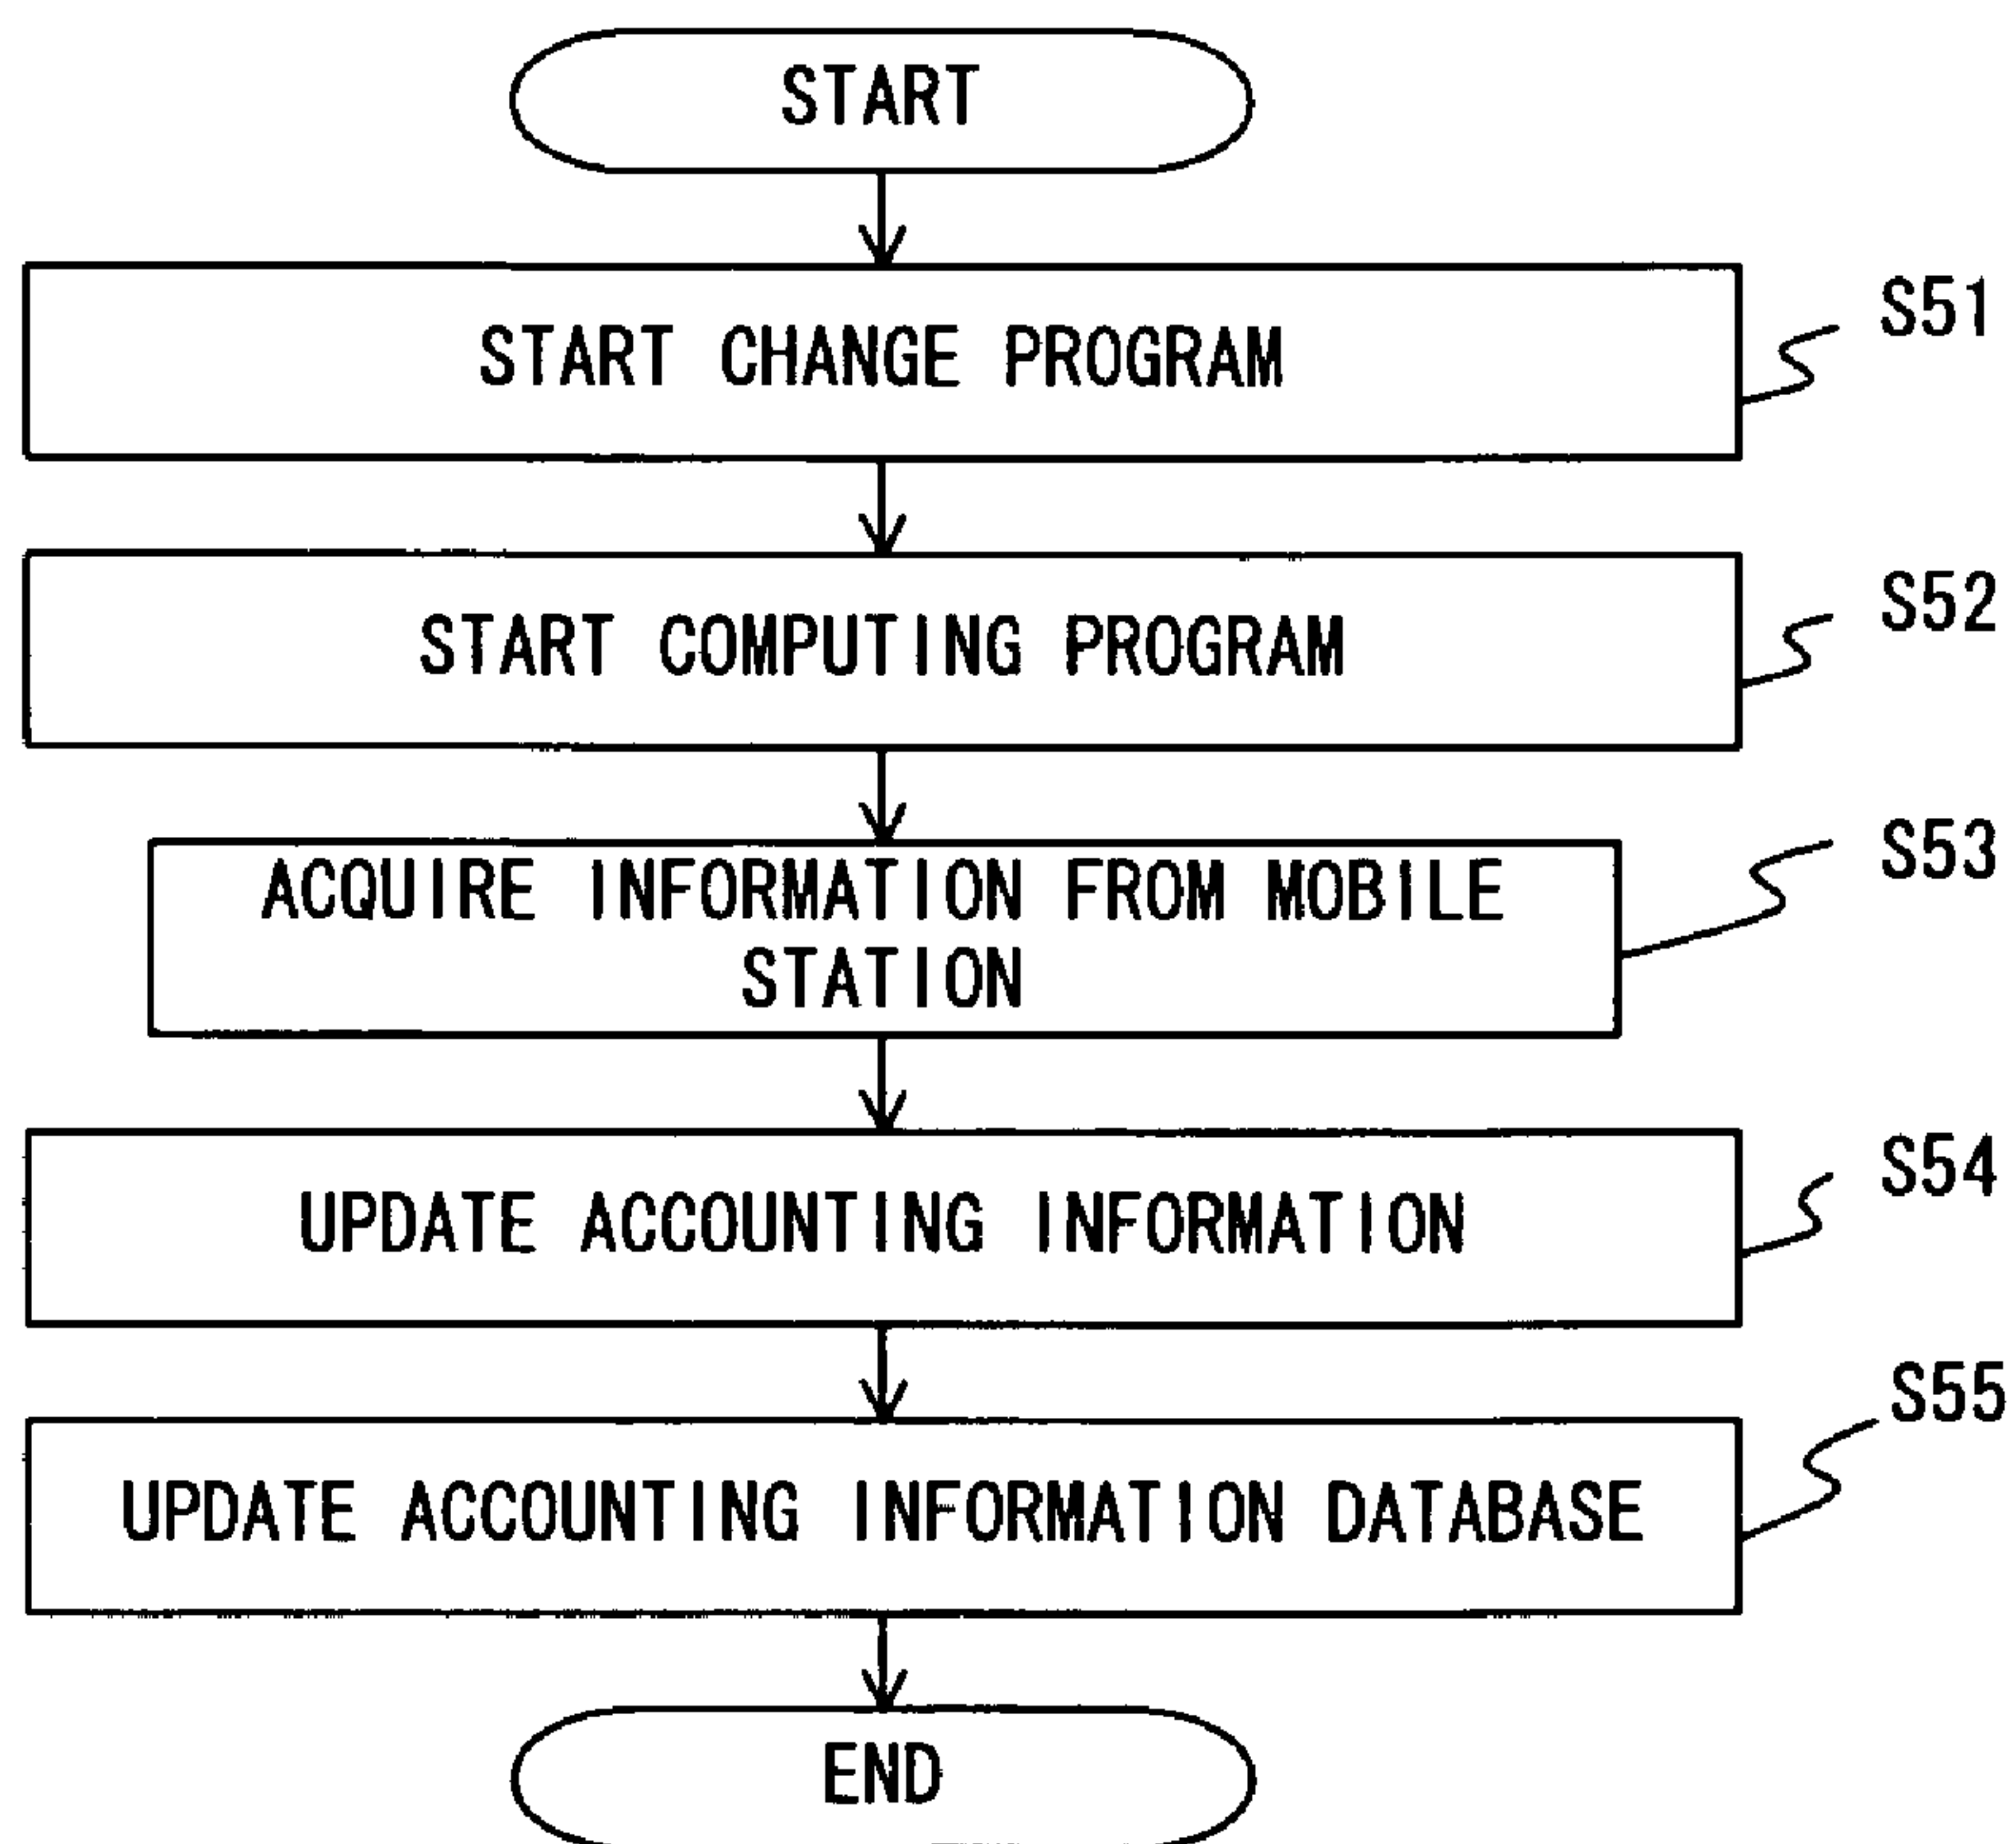 START
START CHANGE PROGRAM
S51
START COMPUTING PROGRAM
S52
ACQUIRE INFORMATION FROM MOBILE
STATION
S53
UPDATE ACCOUNTING INFORMATION
S54
UPDATE ACCOUNTING INFORMATION DATABASE
S55
END